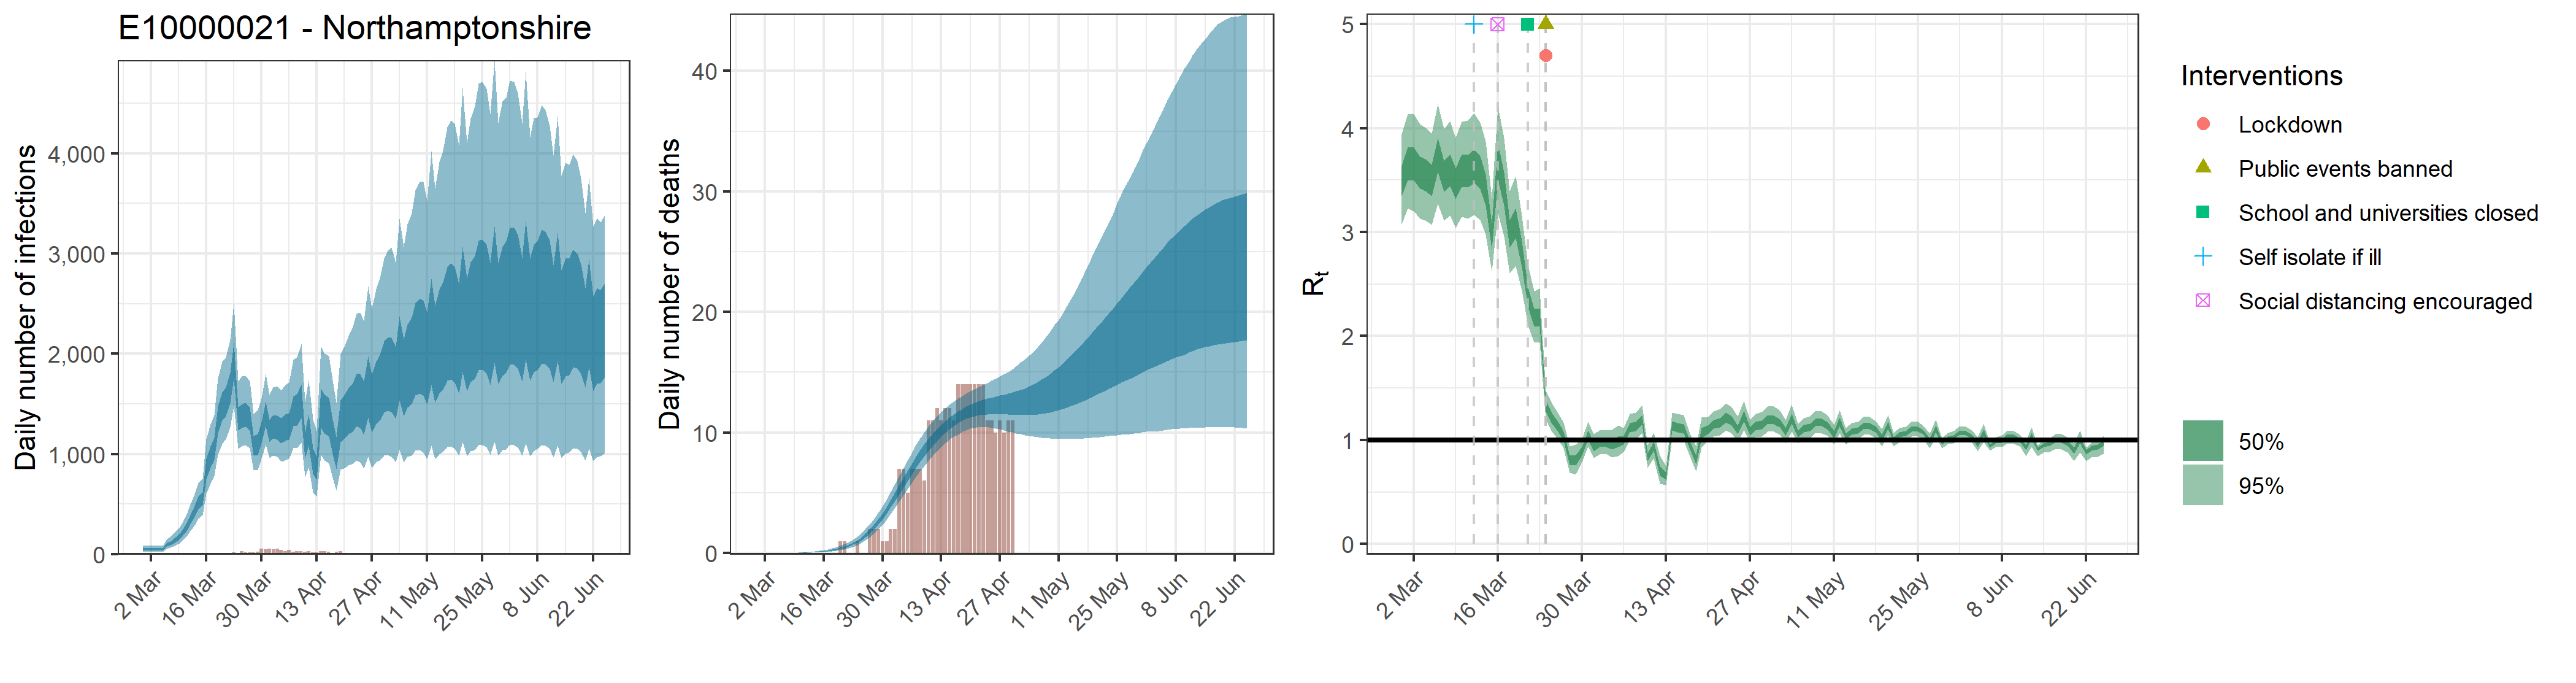 E10000021 - Northamptonshire
Daily number of infections
4,000
3,000
2,000
1,000
0
2 Mar
16 Mar
30 Mar
13 Apr
27 Apr
11 May
25 May
8 Jun
22 Jun
Daily number of deaths
40
30
20
10
0
2 Mar
16 Mar
30 Mar
13 Apr
27 Apr
11 May
25 May
8 Jun
22 Jun
Rt
5
4
3
2
1
0
2 Mar
16 Mar
30 Mar
13 Apr
27 Apr
11 May
25 May
8 Jun
22 Jun
Interventions
Lockdown
Public events banned
School and universities closed
Self isolate if ill
Social distancing encouraged
50%
95%